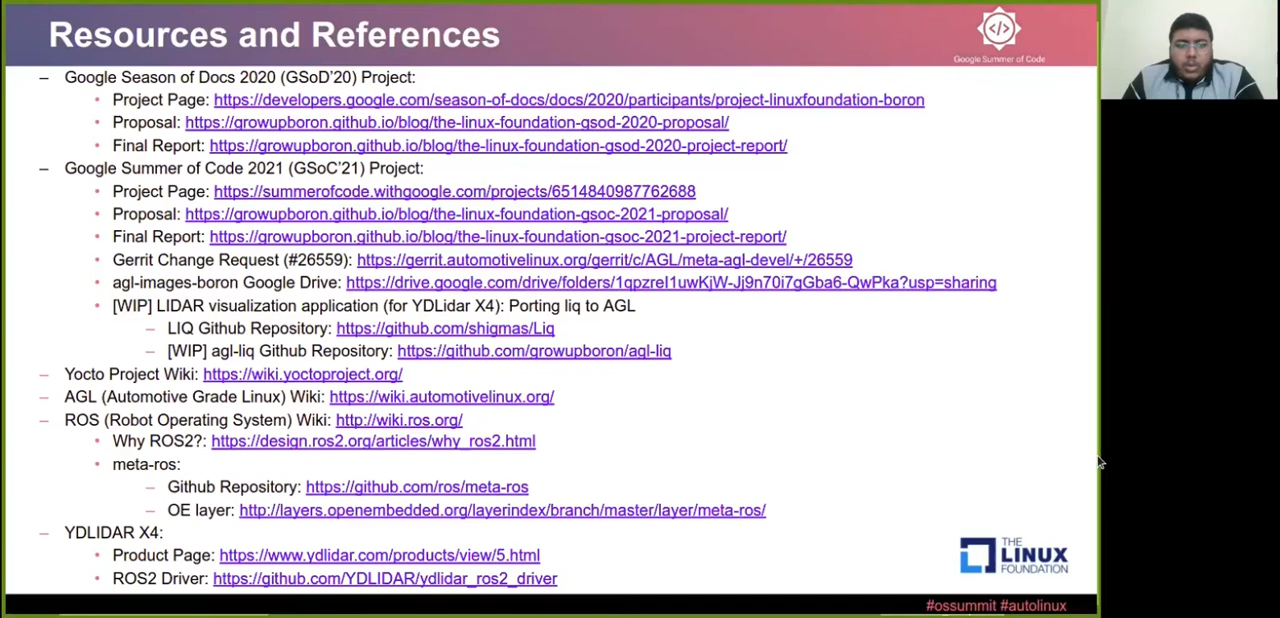 Resources and References
Google Summer of Code
– Google Season of Docs 2020 (GSoD'20) Project:
• Project Page: https://developers.google.com/season-of-docs/docs/2020/participants/project-linuxfoundation-boron
• Proposal: https://growupboron.github.io/blog/the-linux-foundation-gsod-2020-proposal/
• Final Report: https://growupboron.github.io/blog/the-linux-foundation-gsod-2020-project-report/
– Google Summer of Code 2021 (GSoC'21) Project:
• Project Page: https://summerofcode.withgoogle.com/projects/6514840987762688
• Proposal: https://growupboron.github.io/blog/the-linux-foundation-gsoc-2021-proposal/
• Final Report: https://growupboron.github.io/blog/the-linux-foundation-gsoc-2021-project-report/
• Gerrit Change Request (#26559): https://gerrit.automotivelinux.org/gerrit/c/AGL/meta-agl-devel/+/26559
• agl-images-boron Google Drive: https://drive.google.com/drive/folders/1qpzreI1uwKjW-Jj9n70i7gGba6-QwPka?usp=sharing
• [WIP] LIDAR visualization application (for YDLidar X4): Porting liq to AGL
– LIQ Github Repository: https://github.com/shigmas/Liq
– [WIP] agl-liq Github Repository: https://github.com/growupboron/agl-liq
– Yocto Project Wiki: https://wiki.yoctoproject.org/
– AGL (Automotive Grade Linux) Wiki: https://wiki.automotivelinux.org/
– ROS (Robot Operating System) Wiki: http://wiki.ros.org/
• Why ROS2?: https://design.ros2.org/articles/why_ros2.html
• meta-ros:
– Github Repository: https://github.com/ros/meta-ros
– OE layer: http://layers.openembedded.org/layerindex/branch/master/layer/meta-ros/
– YDLIDAR X4:
• Product Page: https://www.ydlidar.com/products/view/5.html
• ROS2 Driver: https://github.com/YDLIDAR/ydlidar_ros2_driver
THE
LINUX
FOUNDATION
#ossummit #autolinux